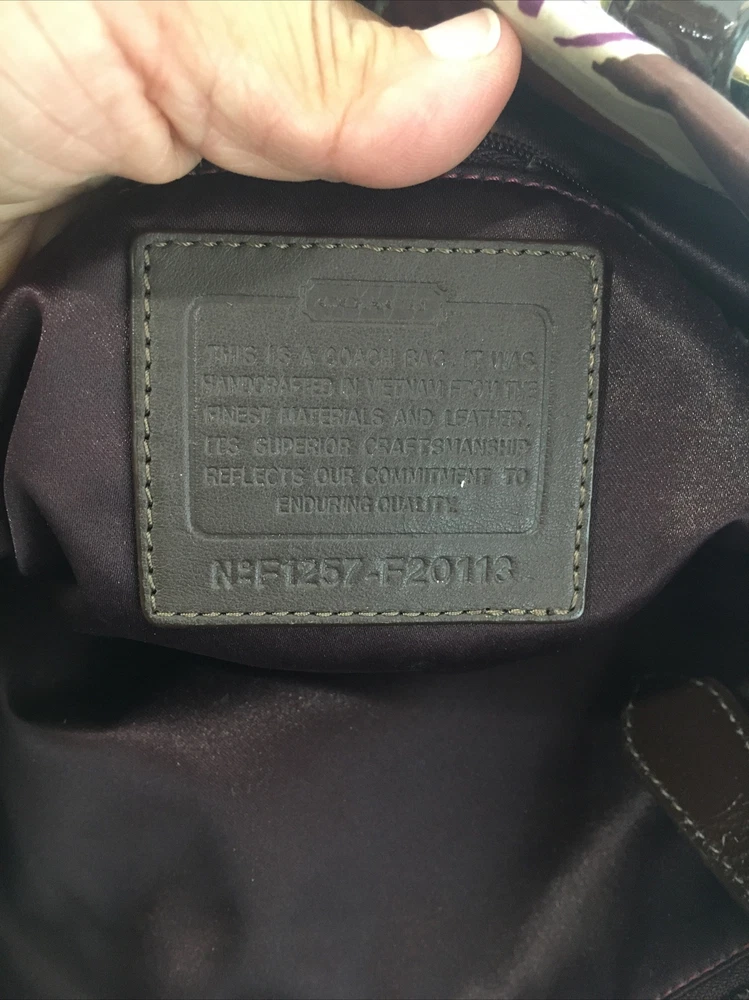 THIS IS A COACH BAG. IT WAS
HANDCRAFTED IN VIETNAM FROM THE
FINEST MATERIALS AND LEATHER.
ITS SUPERIOR CRAFTSMANSHIP
REFLECTS OUR COMMITMENT TO
ENDURING QUALITY.
Nº F1257-F20113